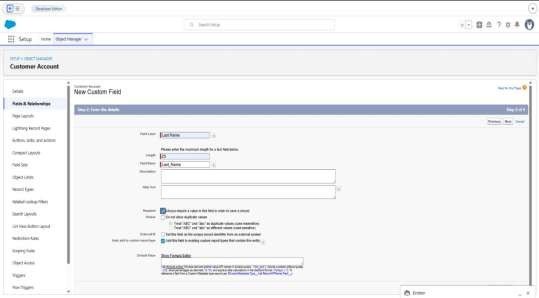 Developer Edition
Search Setup
Setup
Home
Object Manager
SETUP > OBJECT MANAGER
Customer Account
Details
Fields & Relationships
Page Layouts
Lightning Record Pages
Buttons, Links, and Actions
Compact Layouts
Field Sets
Object Limits
Record Types
Related Lookup Filters
Search Layouts
List View Button Layout
Restriction Rules
Scoping Rules
Object Access
Triggers
Flow Triggers
Customer Account
New Custom Field
Help for this Page
Step 2. Enter the details
Step 2 of 4
Previous
Next
Cancel
Field Label
Last Name
Please enter the maximum length for a text field below.
Length
25
Field Name
Last_Name
Description
Help Text
Required
Always require a value in this field in order to save a record
Unique
Do not allow duplicate values
Treat "ABC" and "abc" as duplicate values (case insensitive)
Treat "ABC" and "abc" as different values (case sensitive)
External ID
Set this field as the unique record identifier from an external system
Add this field to existing custom report types that contain this entity
Default Value
Show Formula Editor